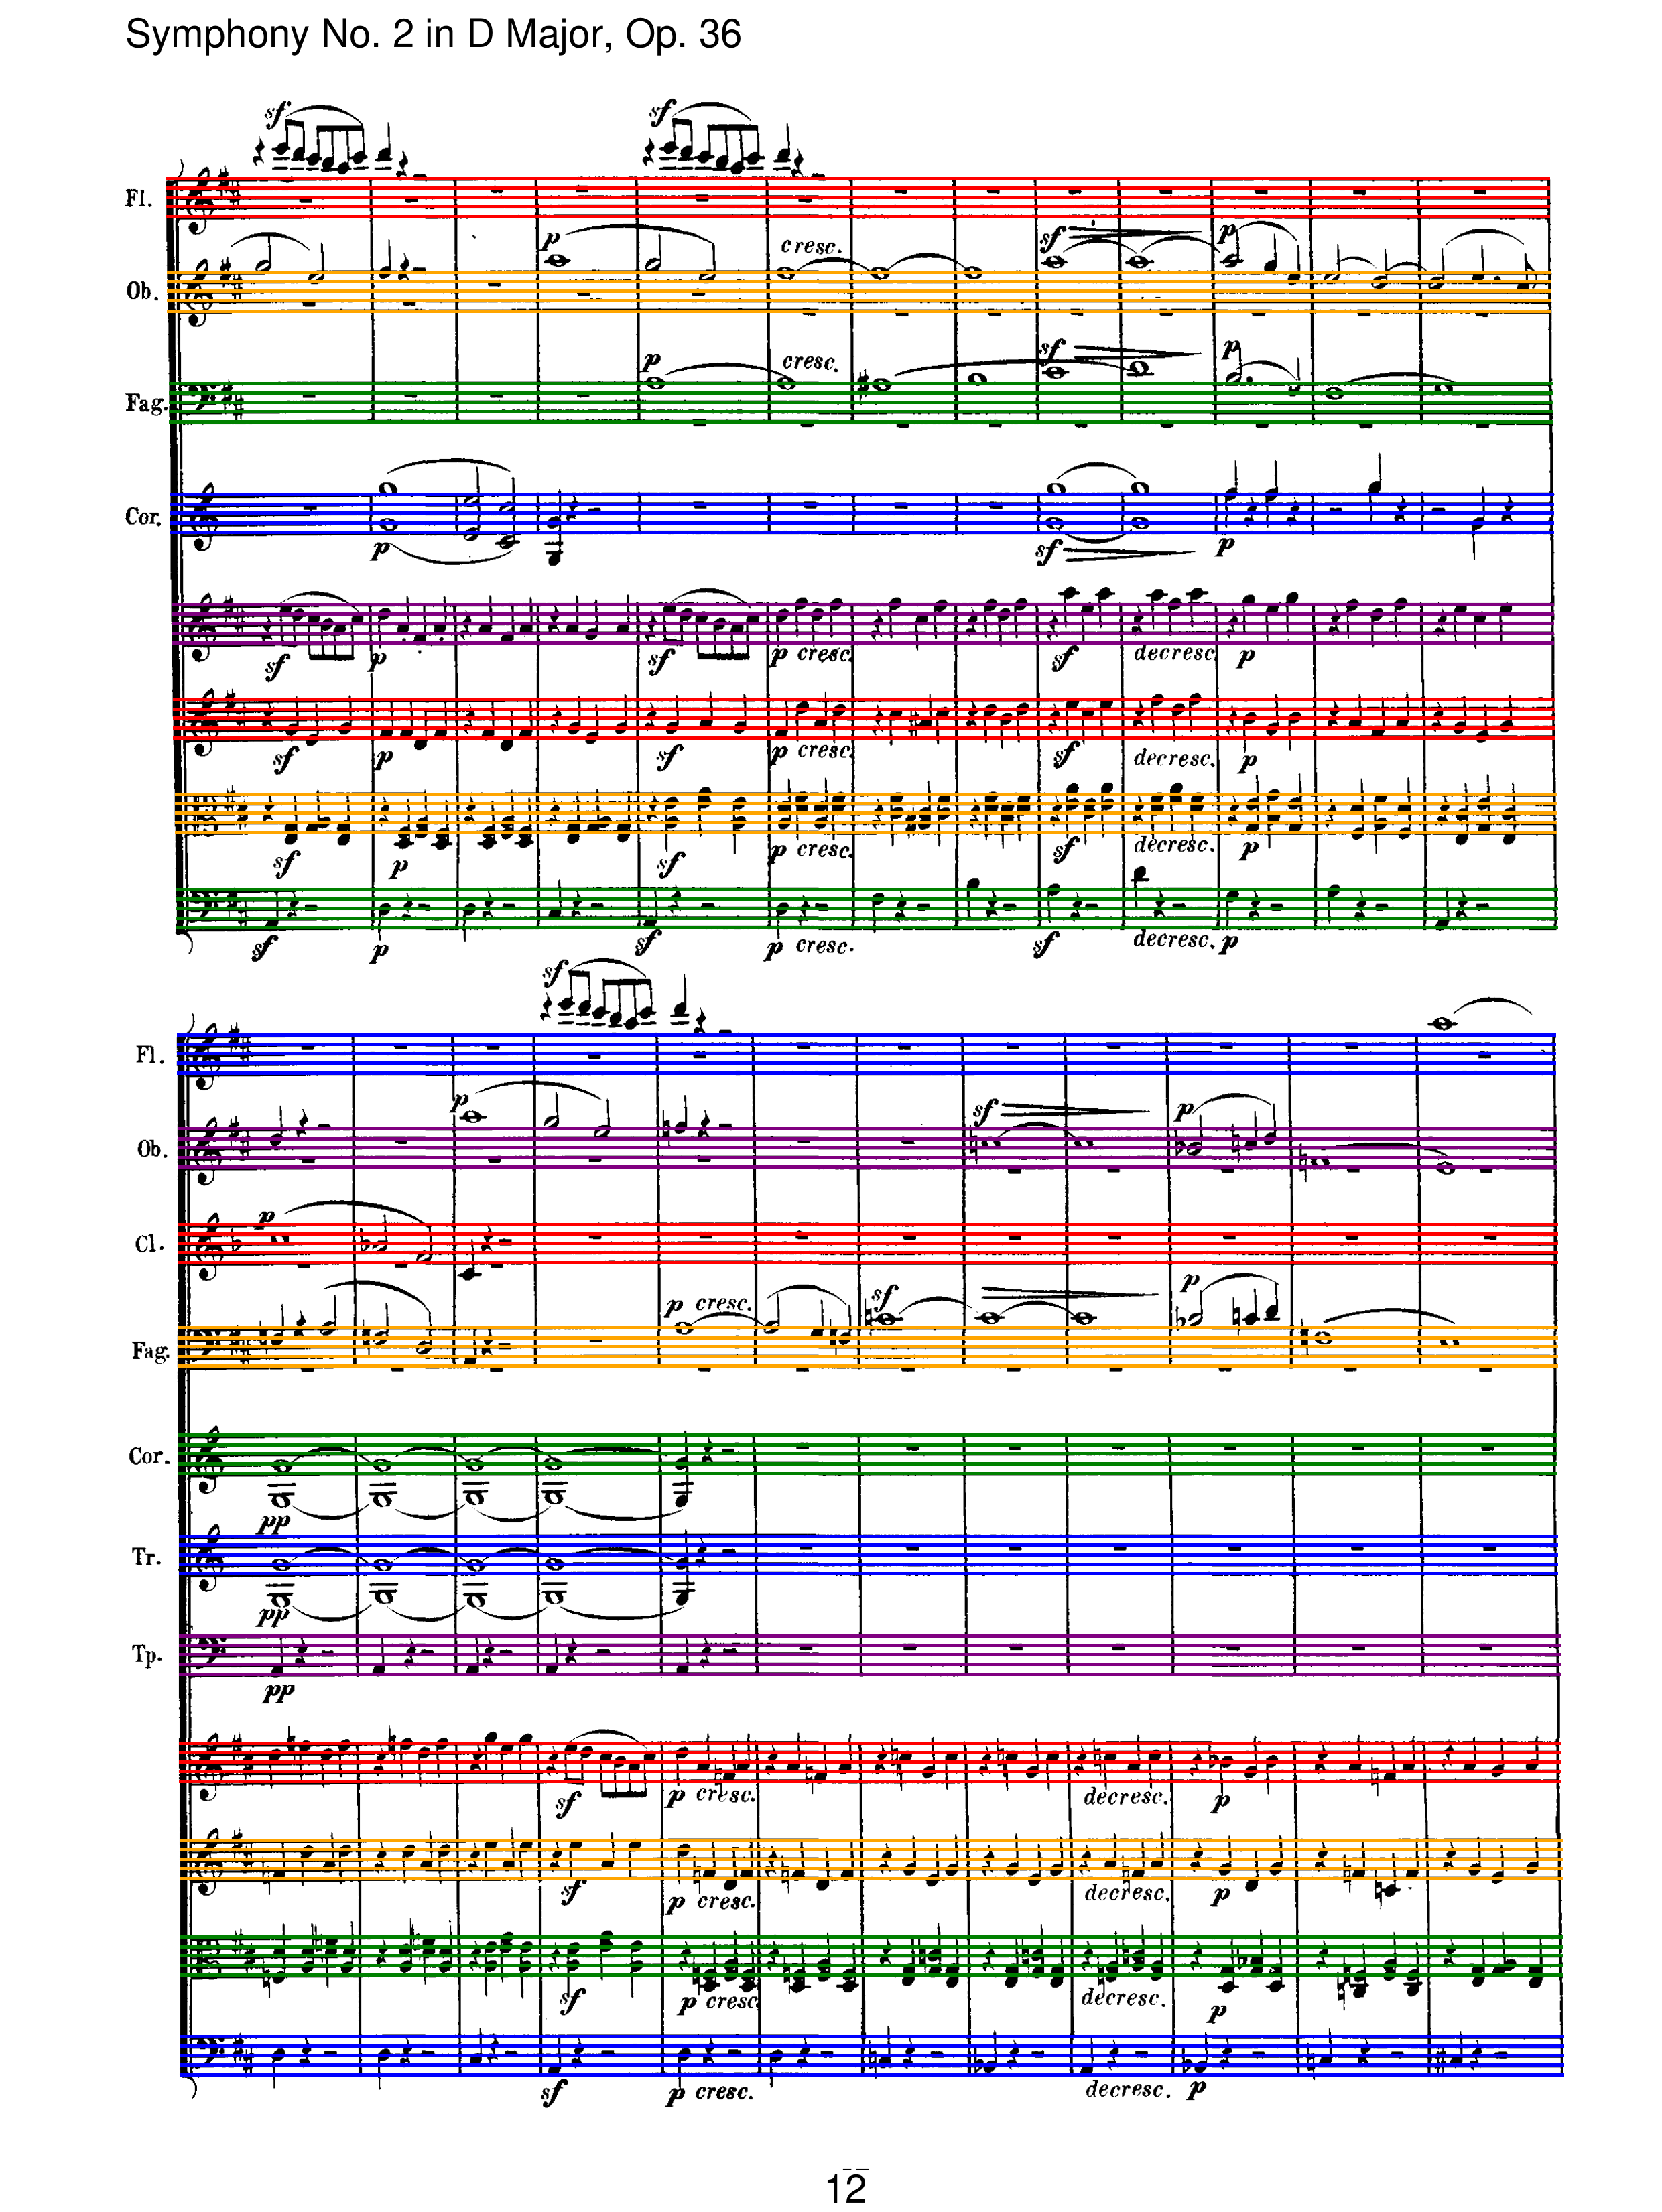 Symphony No. 2 in D Major, Op. 36
sf sf
Fl.
p cresc. sf p
Ob.
p cresc. sf p
Fag.
Cor.
p sf p
sf p sf p cresc. sf decresc. p
sf p sf p cresc. sf decresc. p
sf p sf p cresc. sf decresc. p
sf p sf p cresc. sf decresc. p
sf
Fl.
p sf p
Ob.
p
Cl.
p cresc. sf p
Fag.
Cor.
pp
Tr.
pp
Tp.
pp
sf p cresc. decresc. p
sf p cresc. decresc. p
sf p cresc. decresc. p
sf p cresc. decresc. p
12